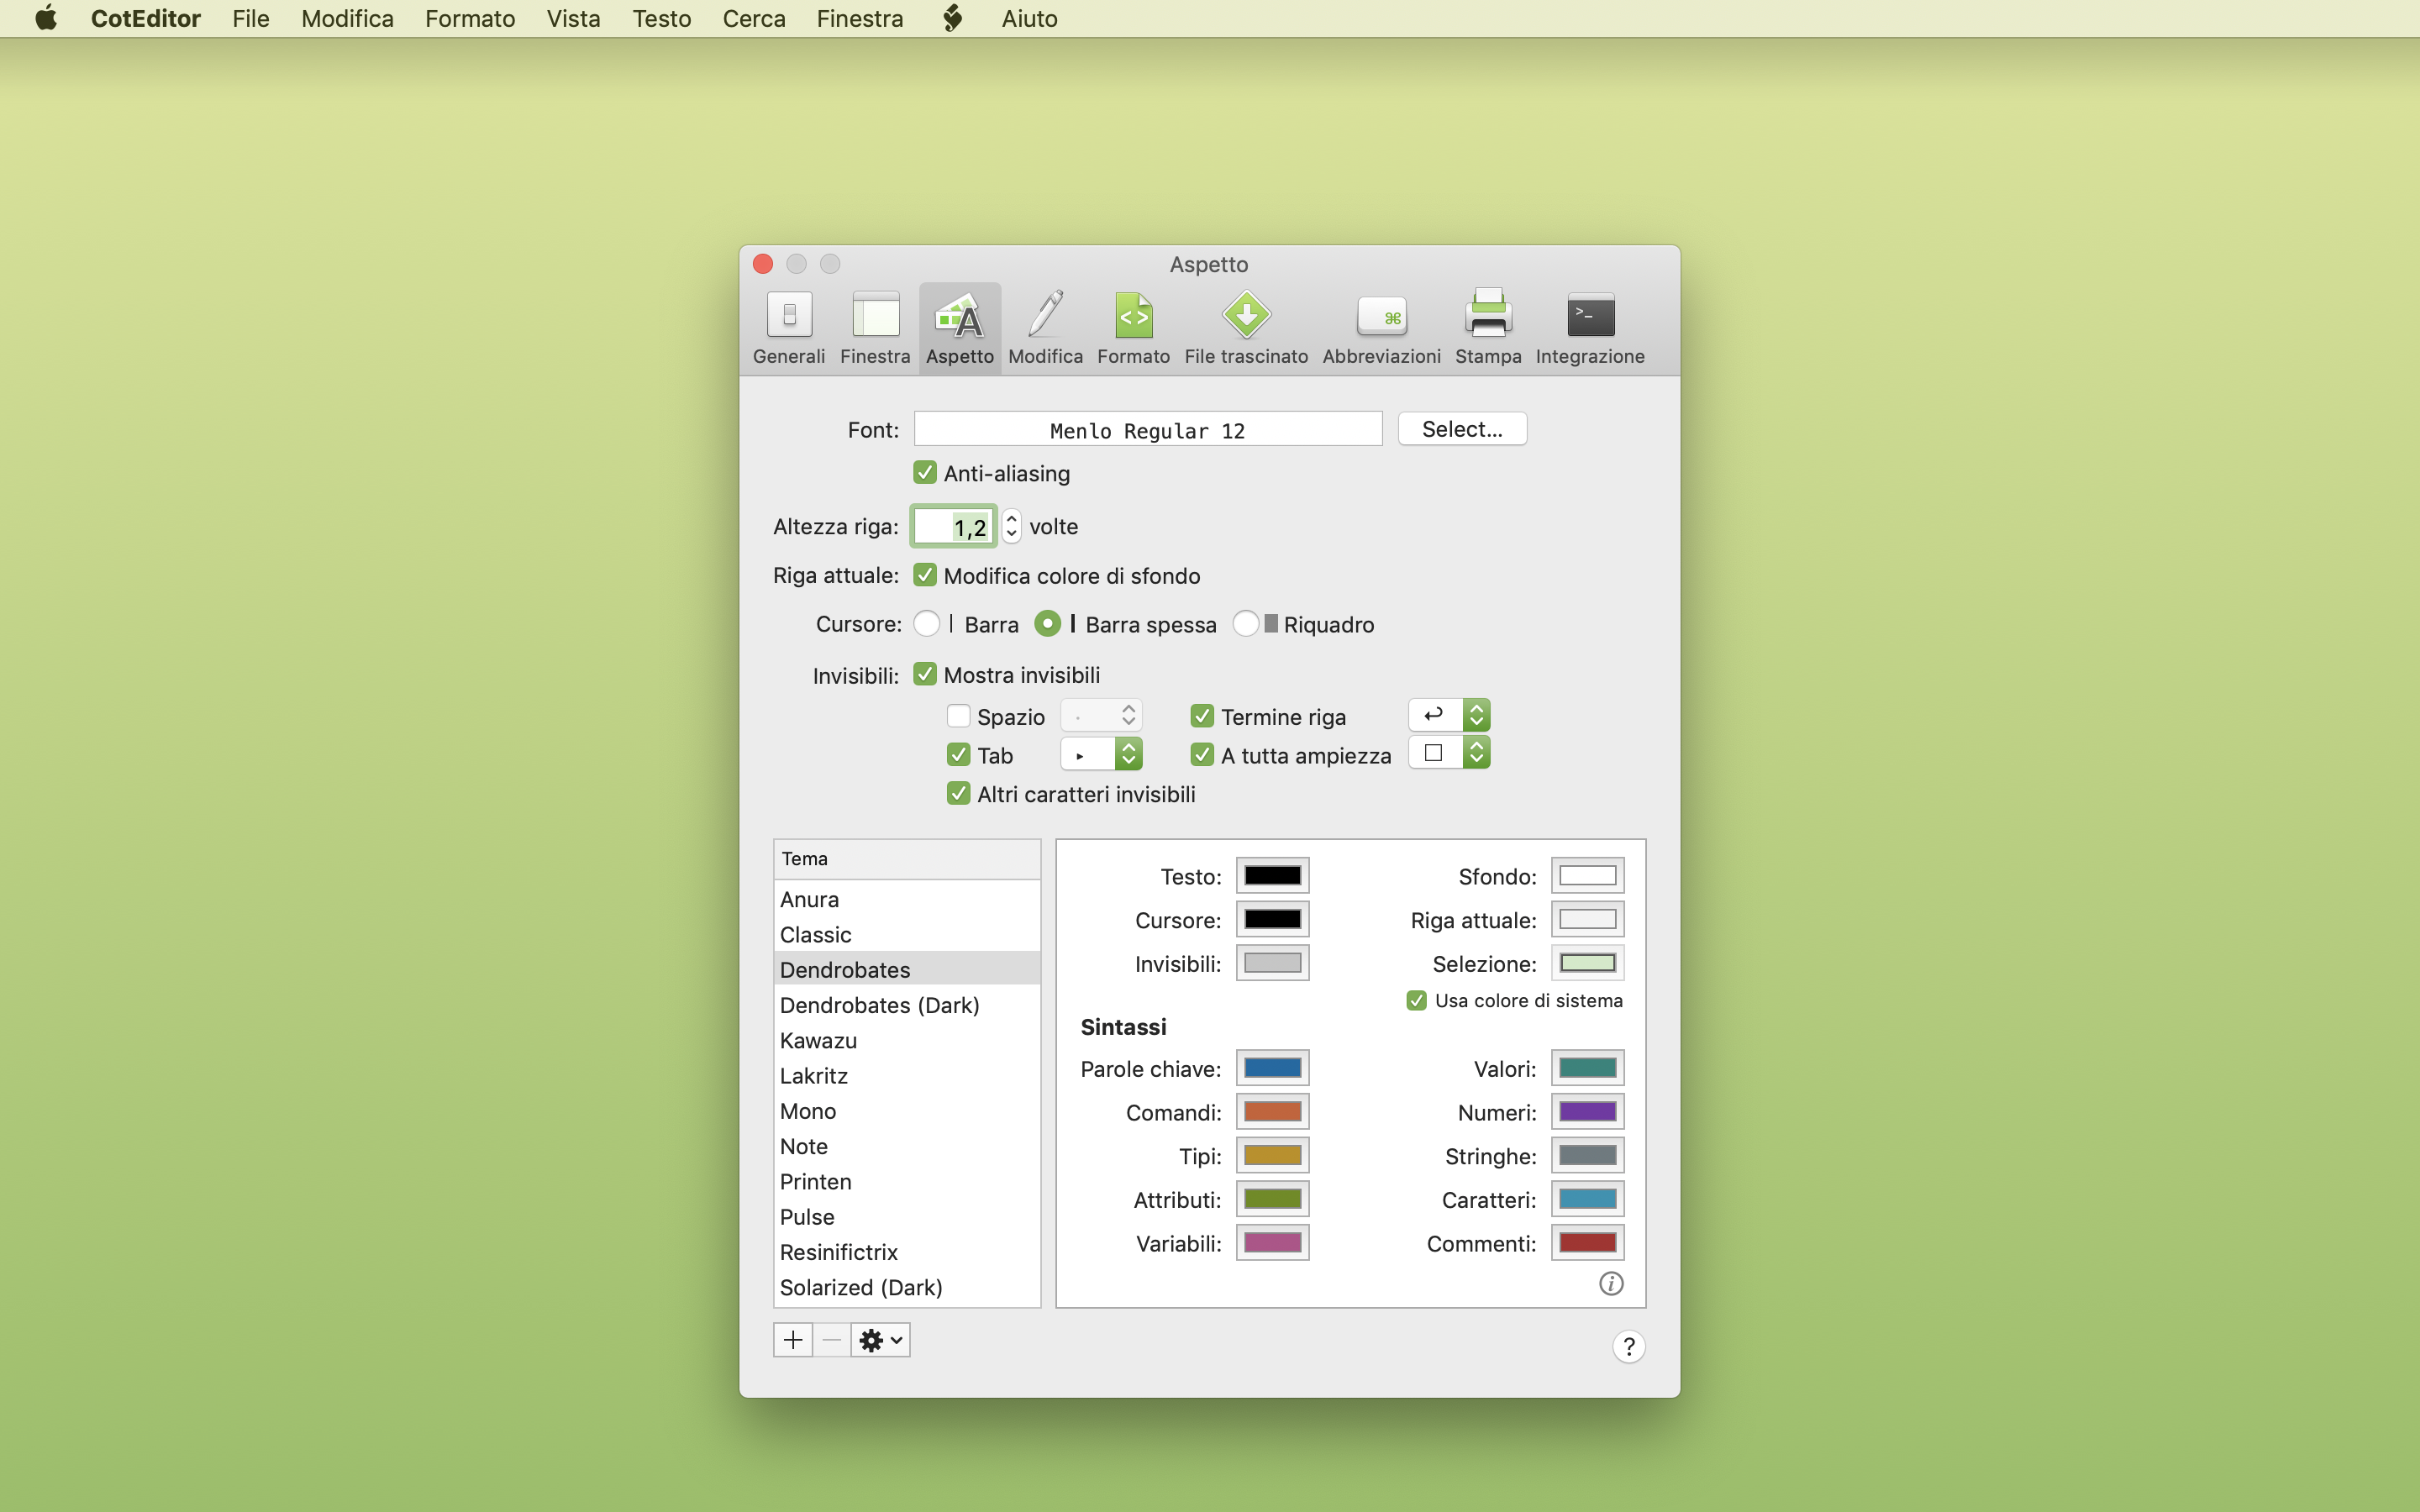 CotEditor File Modifica Formato Vista Testo Cerca Finestra Aiuto
Aspetto
Generali Finestra Aspetto Modifica Formato File trascinato Abbreviazioni Stampa Integrazione
Font: Menlo Regular 12 Select...
Anti-aliasing
Altezza riga: 1,2 volte
Riga attuale: Modifica colore di sfondo
Cursore: Barra Barra spessa Riquadro
Invisibili: Mostra invisibili
Spazio Termine riga
Tab A tutta ampiezza
Altri caratteri invisibili
Tema
Anura
Classic
Dendrobates
Dendrobates (Dark)
Kawazu
Lakritz
Mono
Note
Printen
Pulse
Resinifictrix
Solarized (Dark)
Testo: Sfondo:
Cursore: Riga attuale:
Invisibili: Selezione:
Usa colore di sistema
Sintassi
Parole chiave: Valori:
Comandi: Numeri:
Tipi: Stringhe:
Attributi: Caratteri:
Variabili: Commenti:
?